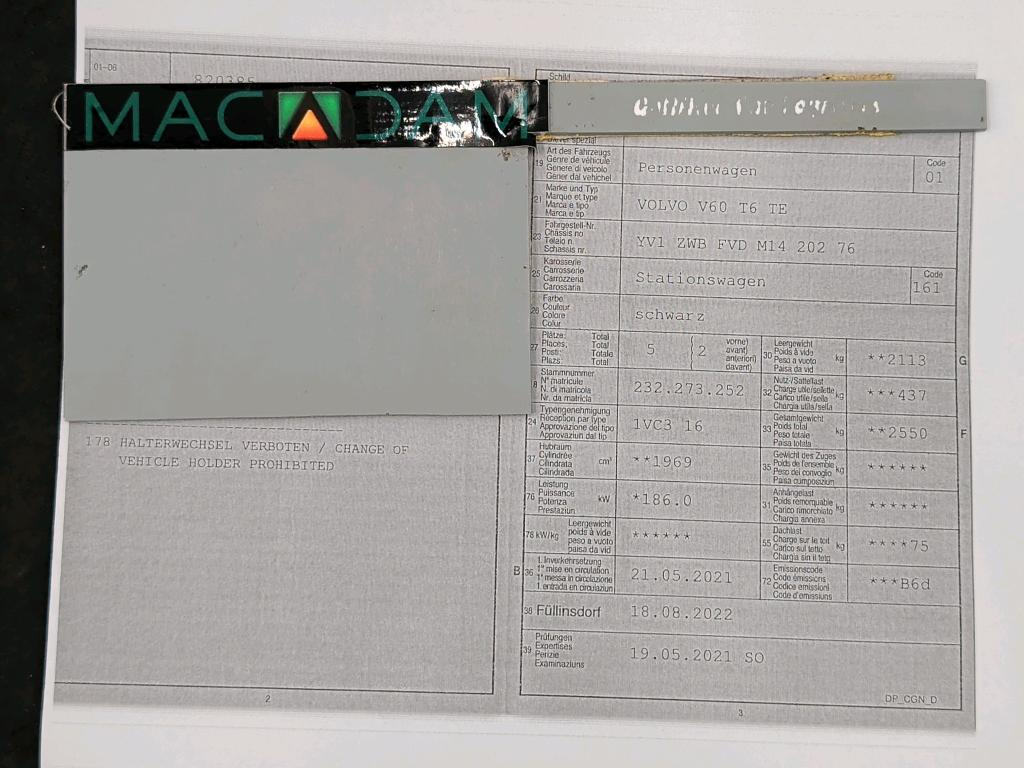 01-06
MACADAM
178 HALTERWECHSEL VERBOTEN / CHANGE OF
VEHICLE HOLDER PROHIBITED
2
Schild
19 Art des Fahrzeugs
Genre de véhicule
Genere di veicolo
Gener dal vehichel
Personenwagen
Code
01
21 Marke und Typ
Marque et type
Marca e tipo
Marca e tip
VOLVO V60 T6 TE
23 Fahrgestell-Nr.
Châssis no
Telaio n.
Schassis nr.
YV1 ZWB FVD M14 202 76
25 Karosserie
Carrosserie
Carrozzeria
Carossaria
Stationswagen
Code
161
26 Farbe
Couleur
Colore
Colur
schwarz
27 Plätze: Total
Places: Total
Posti: Totale
Plazs: Total
5 (2 vorne)
avant)
anteriori)
davant)
30 Leergewicht
Poids à vide
Peso a vuoto
Paisa da vid
kg
**2113
G
Stammnummer
N° matricule
N. di matricola
Nr. da matricla
232.273.252
32 Nutz-/Sattellast
Charge utile/sellette
Carico utile/sella
Chargia utila/sella
kg
***437
24 Typengenehmigung
Réception par type
Approvazione del tipo
Approvaziun dal tip
1VC3 16
33 Gesamtgewicht
Poids total
Peso totale
Paisa totala
kg
**2550
F
37 Hubraum
Cylindrée
Cilindrata
Cilindrada
cm³
**1969
35 Gewicht des Zuges
Poids de l'ensemble
Peso del convoglio
Paisa cumposiziun
kg
******
76 Leistung
Puissance
Potenza
Prestaziun
kW
*186.0
31 Anhängelast
Poids remorquable
Carico rimorchiato
Chargia annexa
kg
******
78 kW/kg Leergewicht
poids à vide
peso a vuoto
paisa da vid
******
55 Dachlast
Charge sur le toit
Carico sul tetto
Chargia sin il tetg
kg
****75
B 36 1. Inverkehrsetzung
1re mise en circulation
1a messa in circolazione
1. entrada en circulaziun
21.05.2021
72 Emissionscode
Code émissions
Codice emissioni
Code d'emissiuns
***B6d
38 Füllinsdorf 18.08.2022
39 Prüfungen
Expertises
Perizie
Examinaziuns
19.05.2021 SO
DP_CGN_D
3